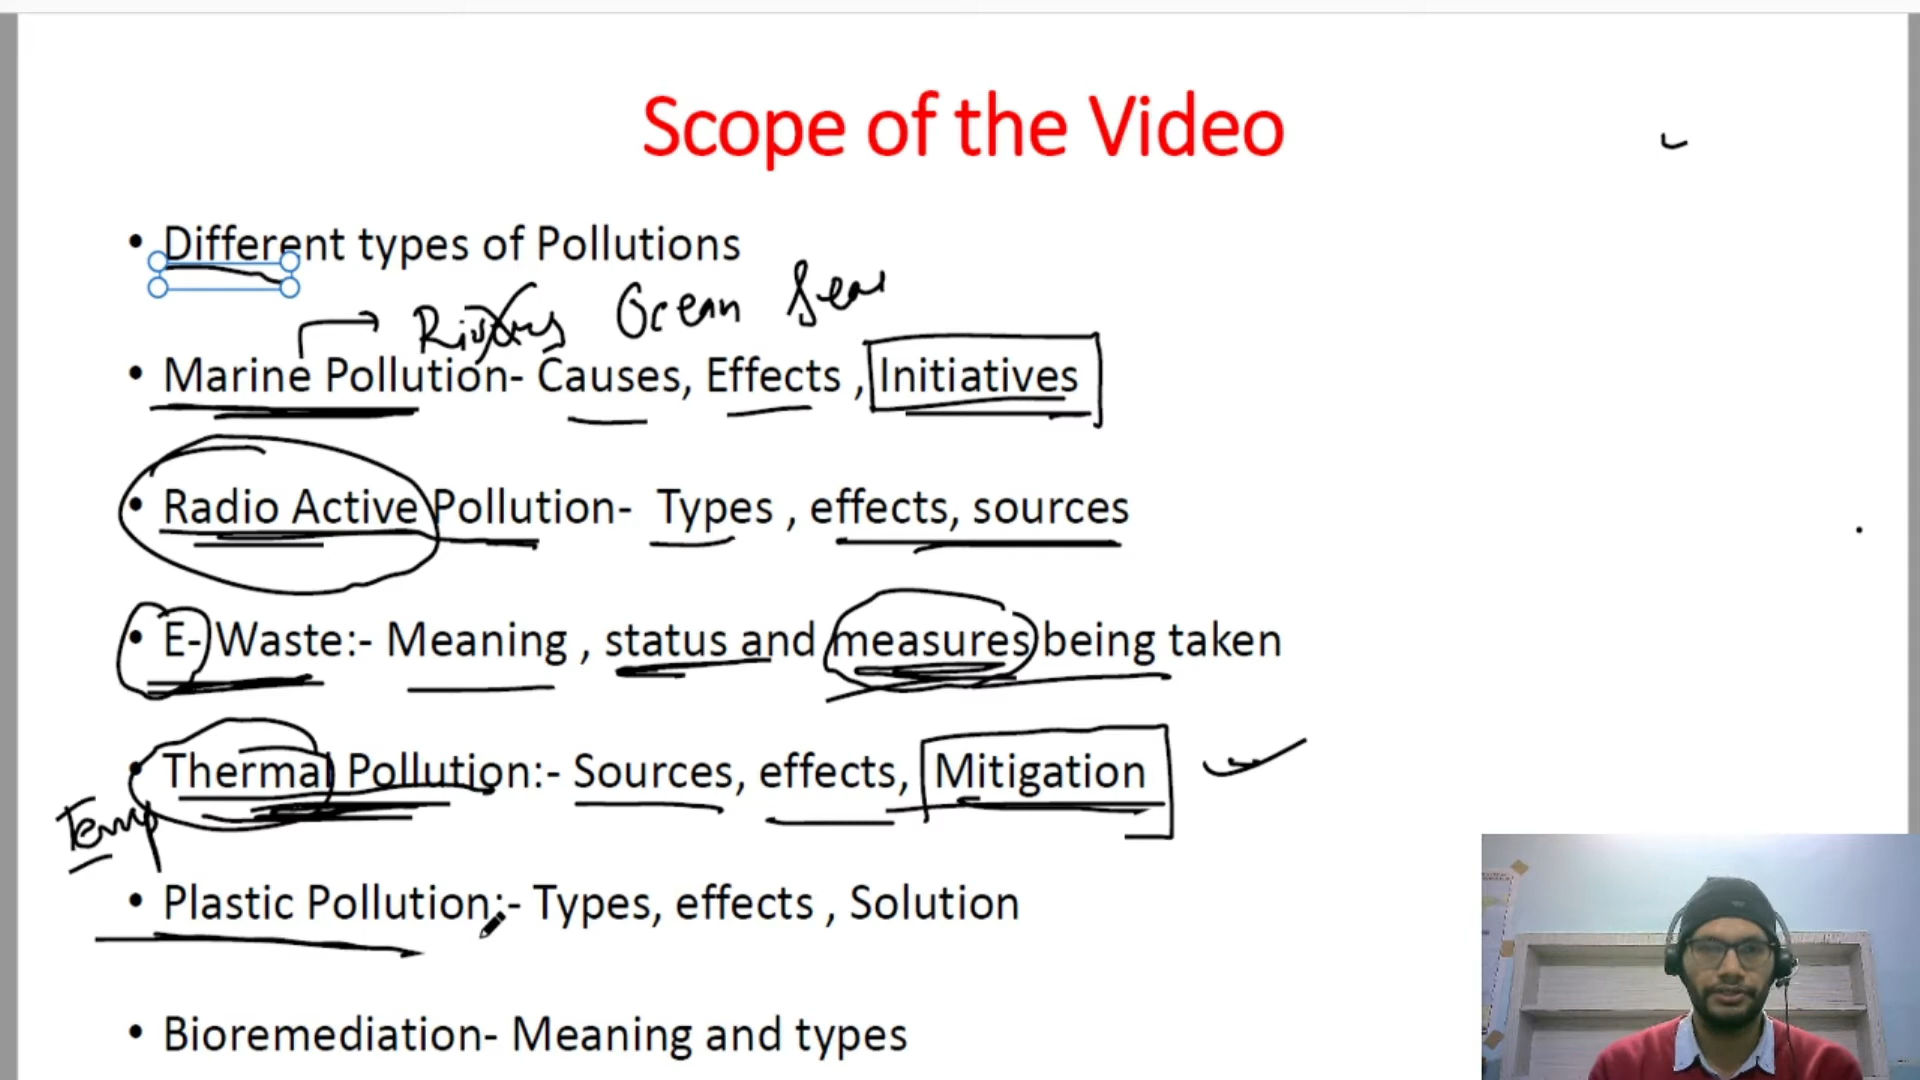 Scope of the Video
• Different types of Pollutions
Rivers Ocean Sea
• Marine Pollution- Causes, Effects , Initiatives
• Radio Active Pollution- Types , effects, sources
• E- Waste:- Meaning , status and measures being taken
• Thermal Pollution:- Sources, effects, Mitigation
Temp
• Plastic Pollution:- Types, effects , Solution
• Bioremediation- Meaning and types